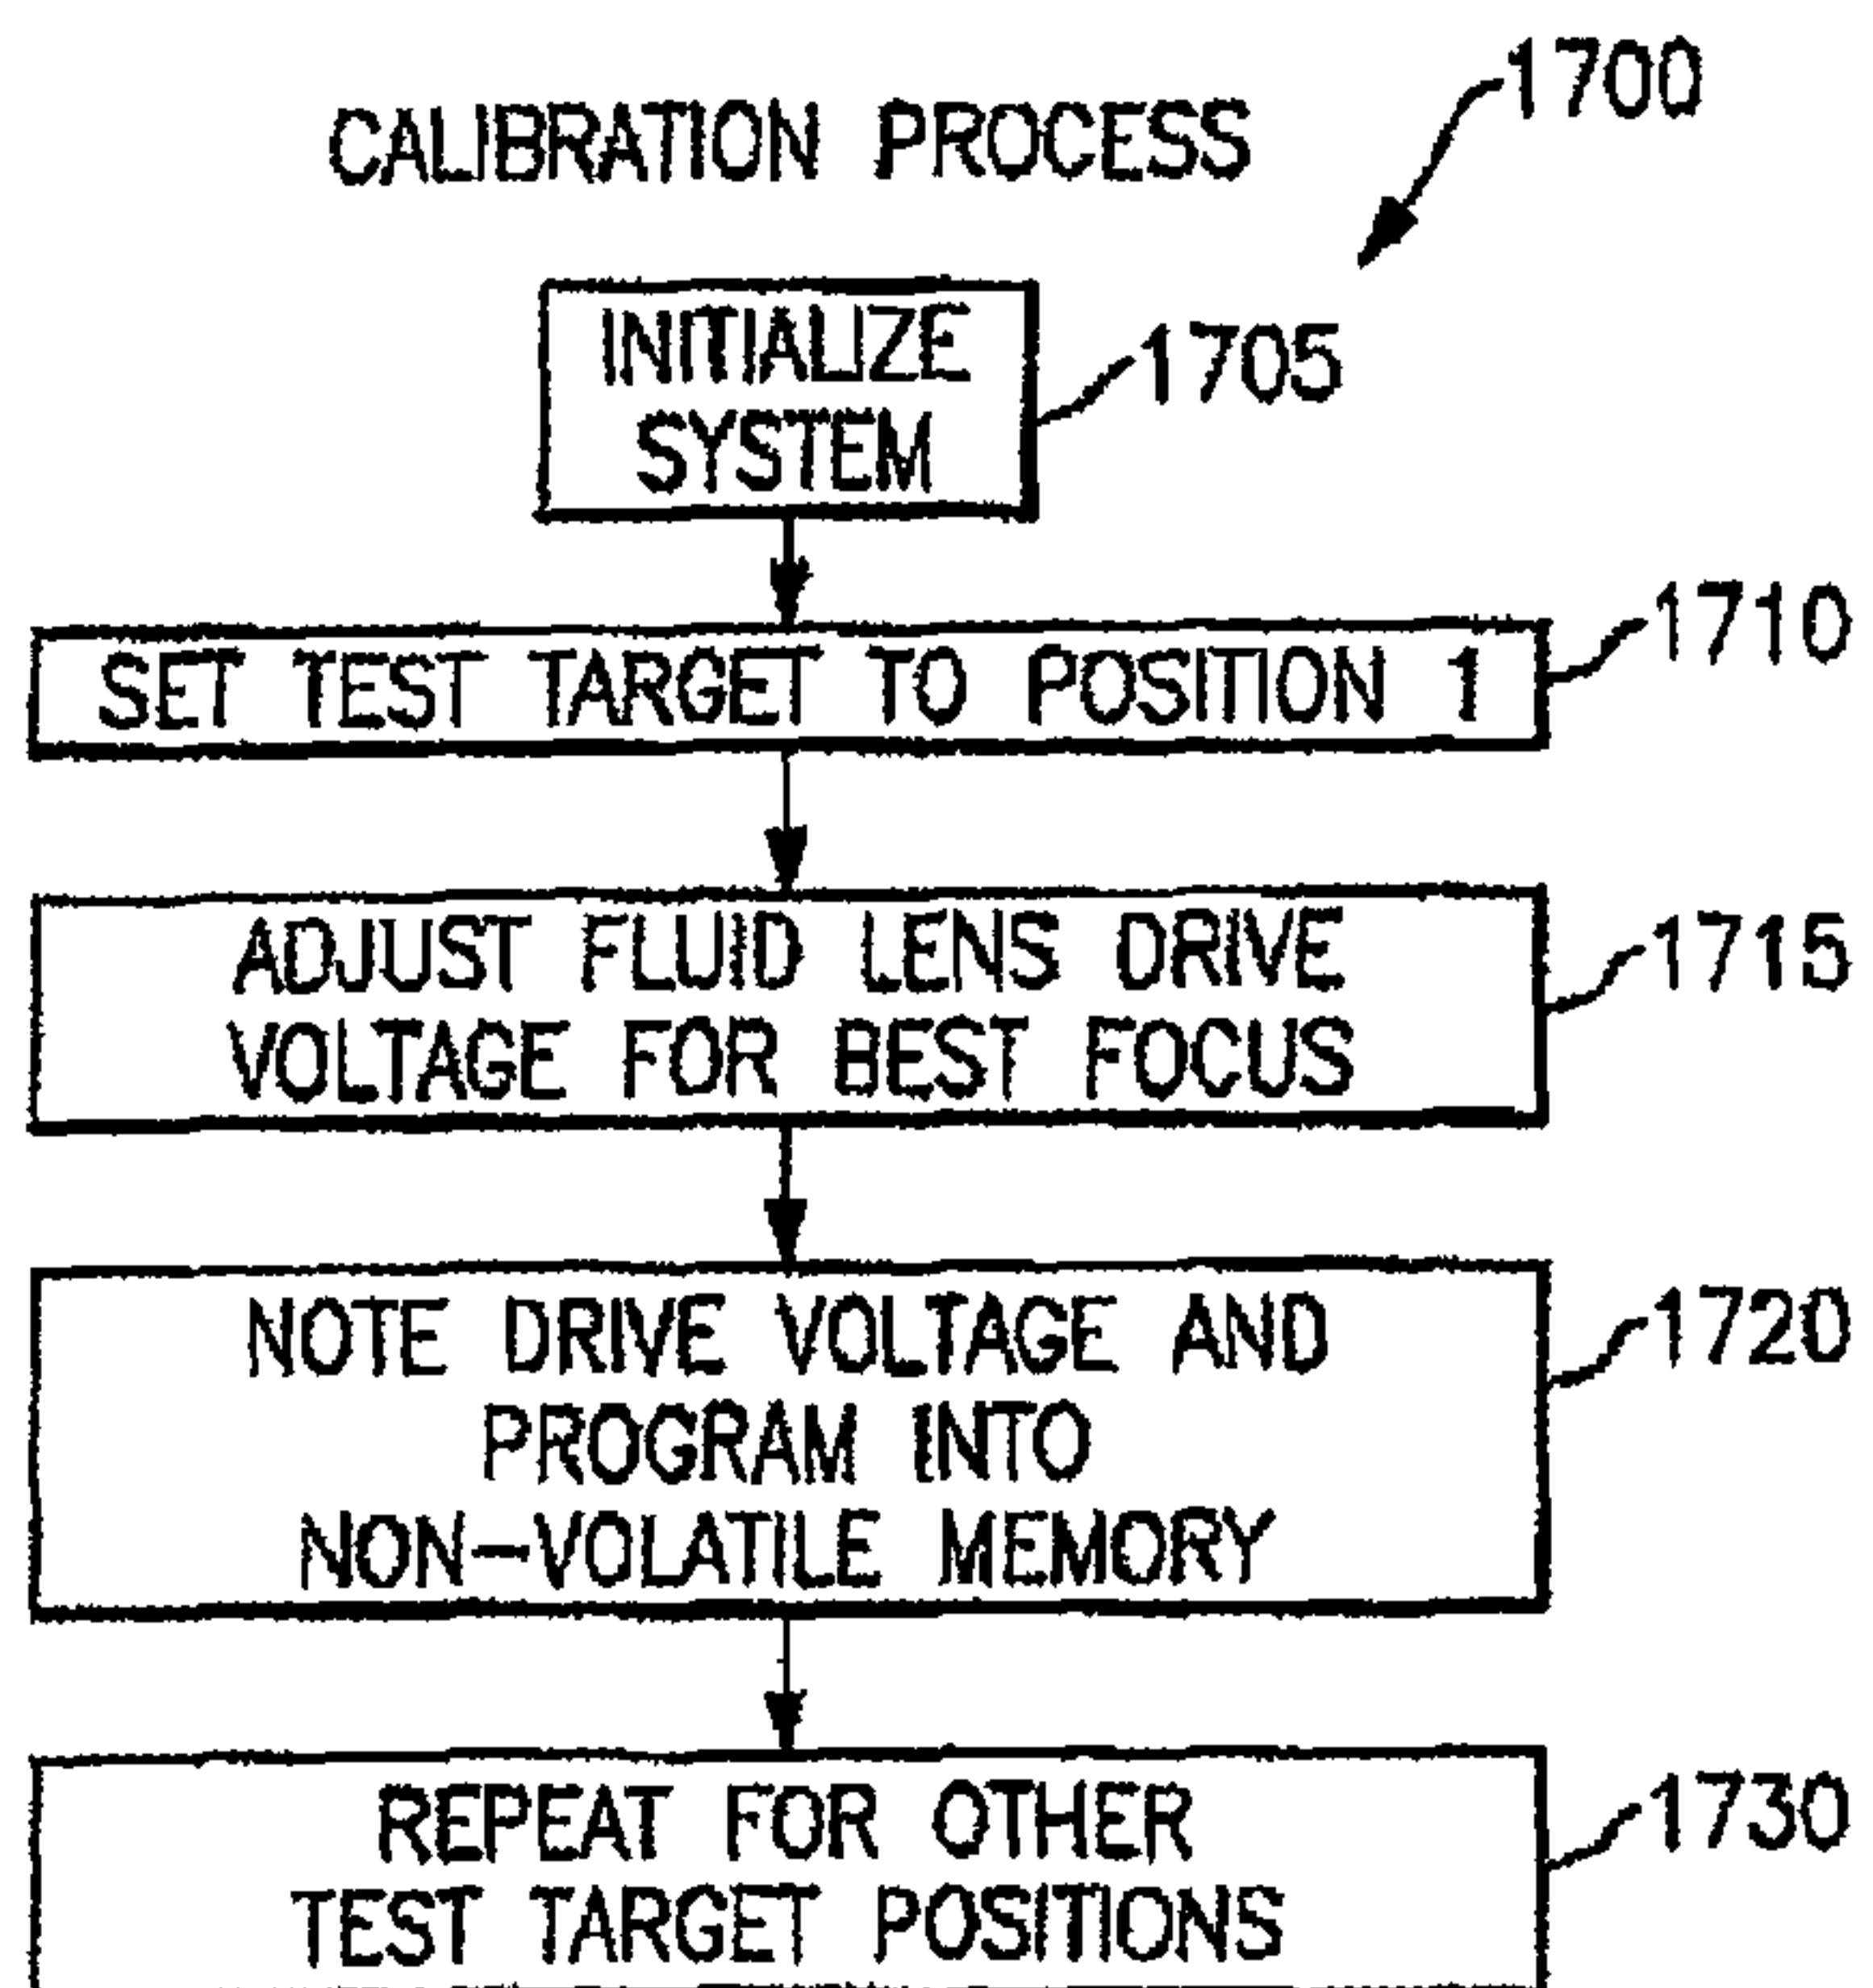 1700
CALIBRATION PROCESS
INITIALIZE
SYSTEM
1705
SET TEST TARGET TO POSITION 1
1710
ADJUST FLUID LENS DRIVE
VOLTAGE FOR BEST FOCUS
1715
NOTE DRIVE VOLTAGE AND
PROGRAM INTO
NON-VOLATILE MEMORY
1720
REPEAT FOR OTHER
TEST TARGET POSITIONS
1730